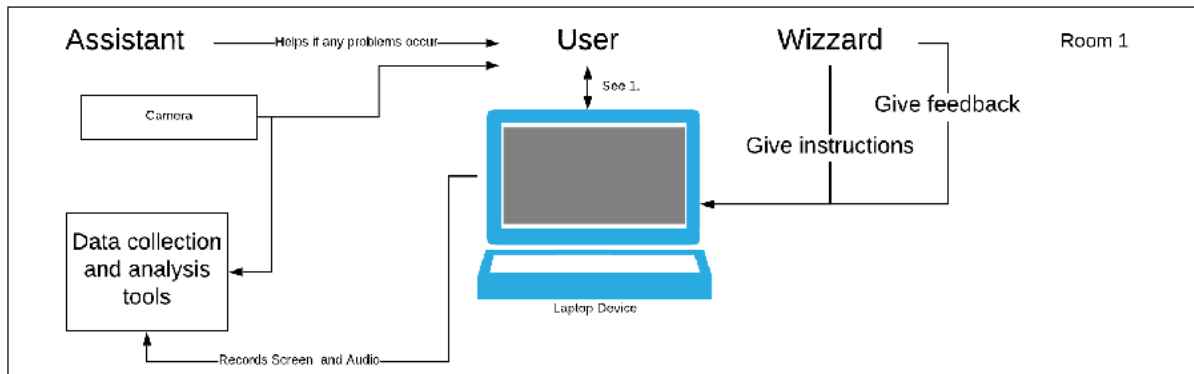 Assistant
Helps if any problems occur
User
Wizzard
Room 1
See 1.
Camera
Give feedback
Give instructions
Data collection
and analysis
tools
Laptop Device
Records Screen and Audio